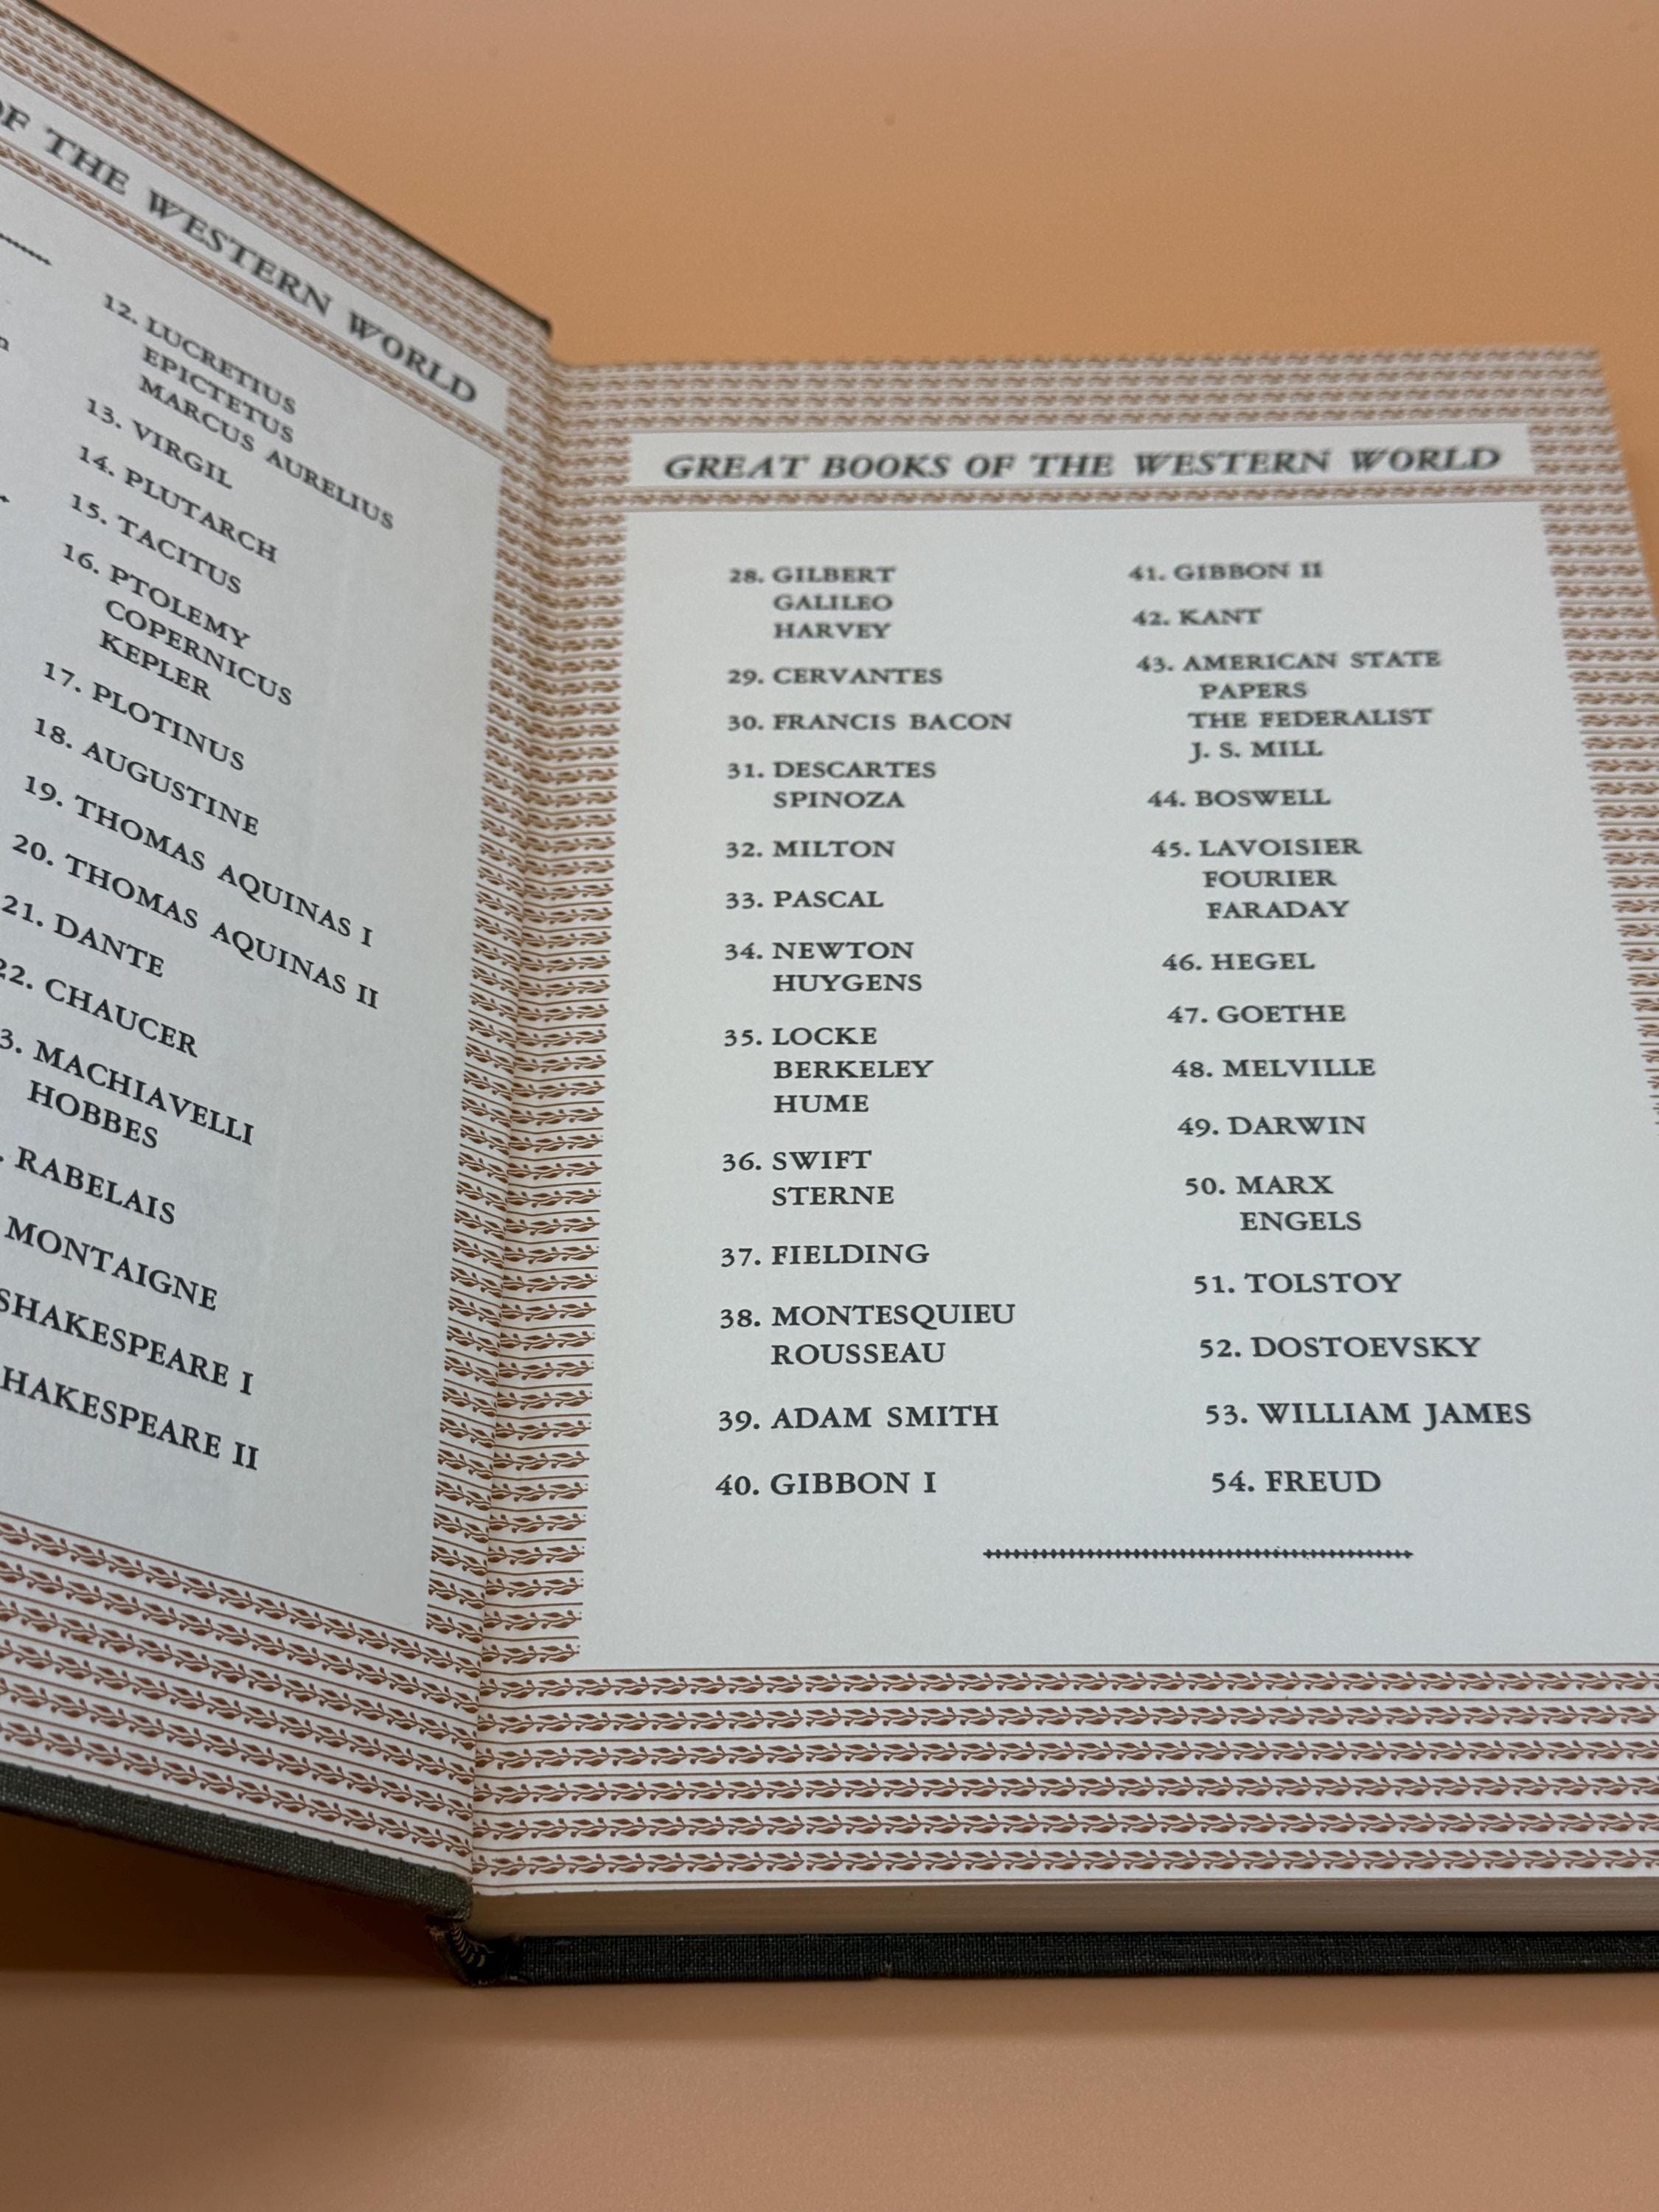 OF THE WESTERN WORLD
12. LUCRETIUS
EPICTETUS
MARCUS AURELIUS
13. VIRGIL
14. PLUTARCH
15. TACITUS
16. PTOLEMY
COPERNICUS
KEPLER
17. PLOTINUS
18. AUGUSTINE
19. THOMAS AQUINAS I
20. THOMAS AQUINAS II
21. DANTE
22. CHAUCER
3. MACHIAVELLI
HOBBES
. RABELAIS
MONTAIGNE
SHAKESPEARE I
HAKESPEARE II
GREAT BOOKS OF THE WESTERN WORLD
28. GILBERT
GALILEO
HARVEY
29. CERVANTES
30. FRANCIS BACON
31. DESCARTES
SPINOZA
32. MILTON
33. PASCAL
34. NEWTON
HUYGENS
35. LOCKE
BERKELEY
HUME
36. SWIFT
STERNE
37. FIELDING
38. MONTESQUIEU
ROUSSEAU
39. ADAM SMITH
40. GIBBON I
41. GIBBON II
42. KANT
43. AMERICAN STATE
PAPERS
THE FEDERALIST
J. S. MILL
44. BOSWELL
45. LAVOISIER
FOURIER
FARADAY
46. HEGEL
47. GOETHE
48. MELVILLE
49. DARWIN
50. MARX
ENGELS
51. TOLSTOY
52. DOSTOEVSKY
53. WILLIAM JAMES
54. FREUD